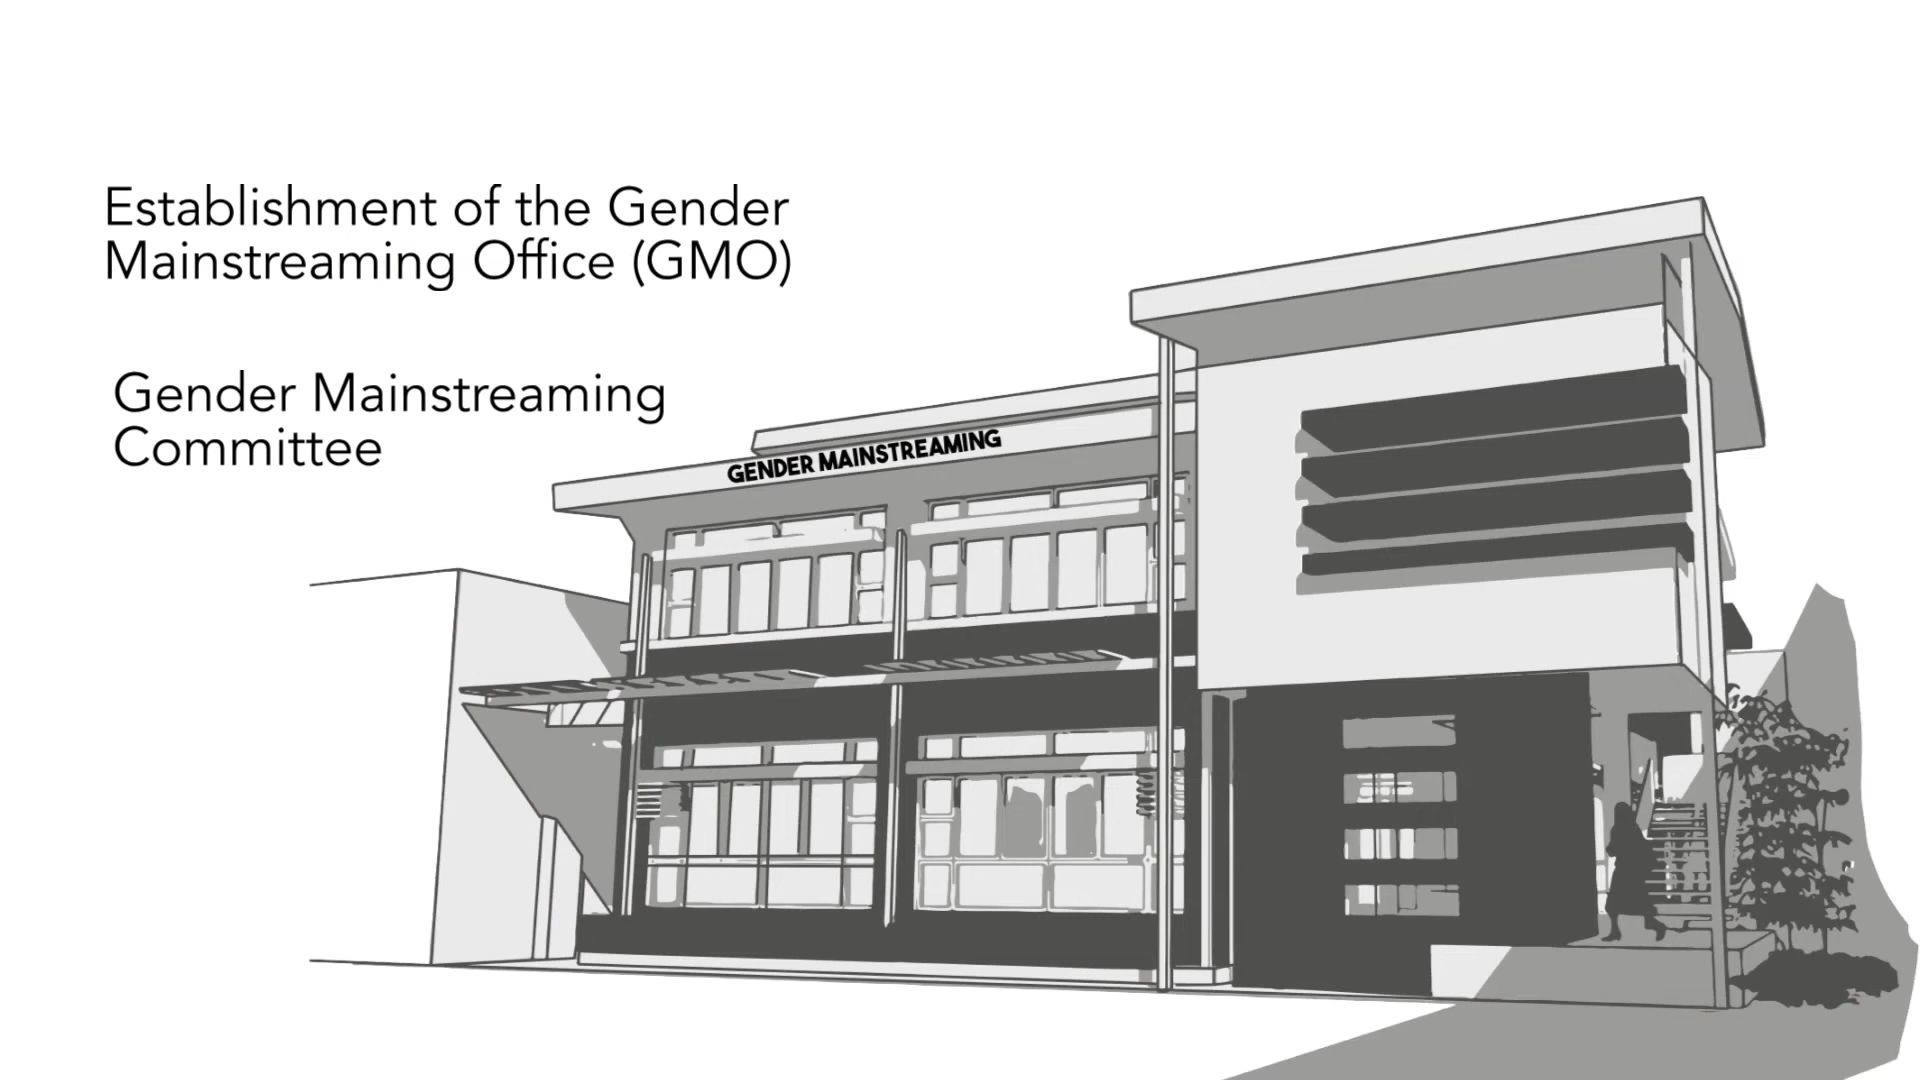 Establishment of the Gender
Mainstreaming Office (GMO)
Gender Mainstreaming
Committee
GENDER MAINSTREAMING